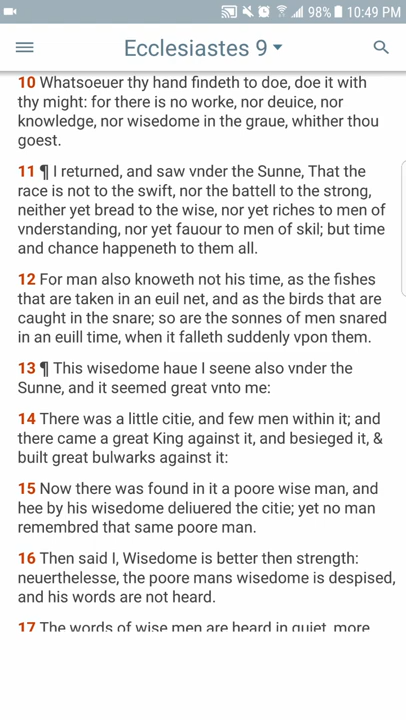 98% 10:49 PM
Ecclesiastes 9
10 Whatsoeuer thy hand findeth to doe, doe it with
thy might: for there is no worke, nor deuice, nor
knowledge, nor wisedome in the graue, whither thou
goest.
11 ¶ I returned, and saw vnder the Sunne, That the
race is not to the swift, nor the battell to the strong,
neither yet bread to the wise, nor yet riches to men of
vnderstanding, nor yet fauour to men of skil; but time
and chance happeneth to them all.
12 For man also knoweth not his time, as the fishes
that are taken in an euil net, and as the birds that are
caught in the snare; so are the sonnes of men snared
in an euill time, when it falleth suddenly vpon them.
13 ¶ This wisedome haue I seene also vnder the
Sunne, and it seemed great vnto me:
14 There was a little citie, and few men within it; and
there came a great King against it, and besieged it, &
built great bulwarks against it:
15 Now there was found in it a poore wise man, and
hee by his wisedome deliuered the citie; yet no man
remembred that same poore man.
16 Then said I, Wisedome is better then strength:
neuerthelesse, the poore mans wisedome is despised,
and his words are not heard.
17 The words of wise men are heard in quiet, more